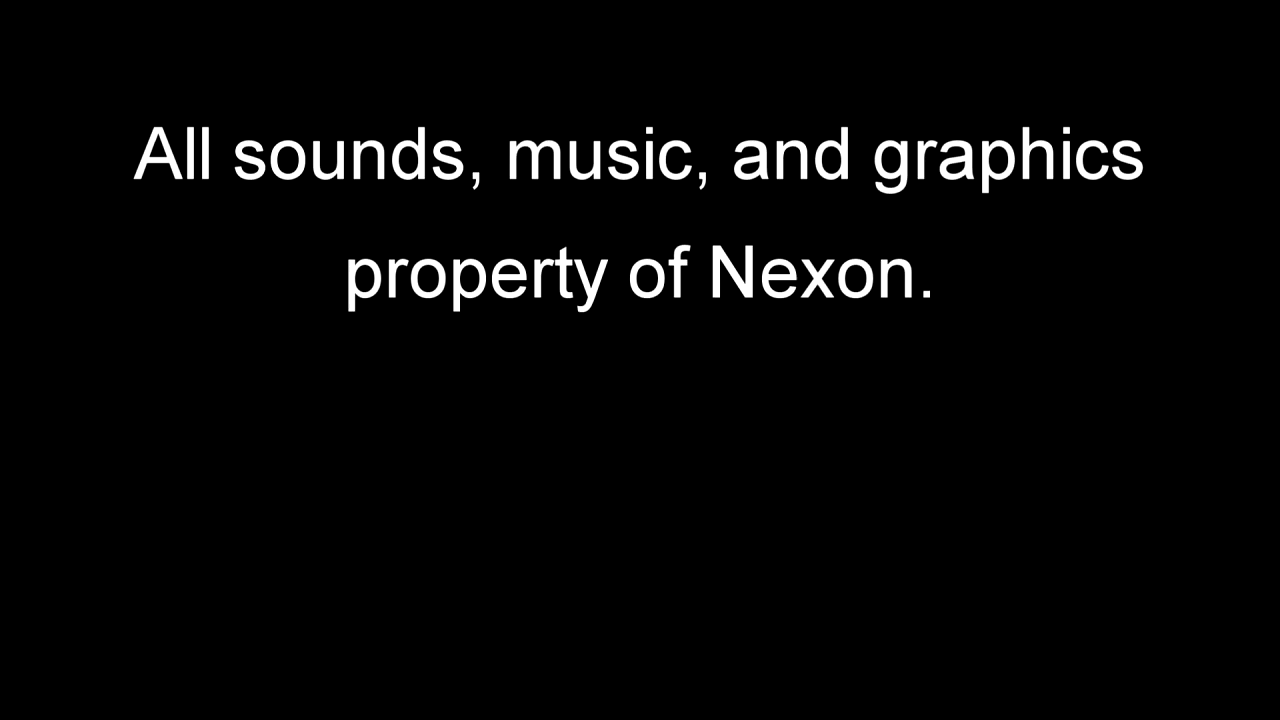 All sounds, music, and graphics
property of Nexon.